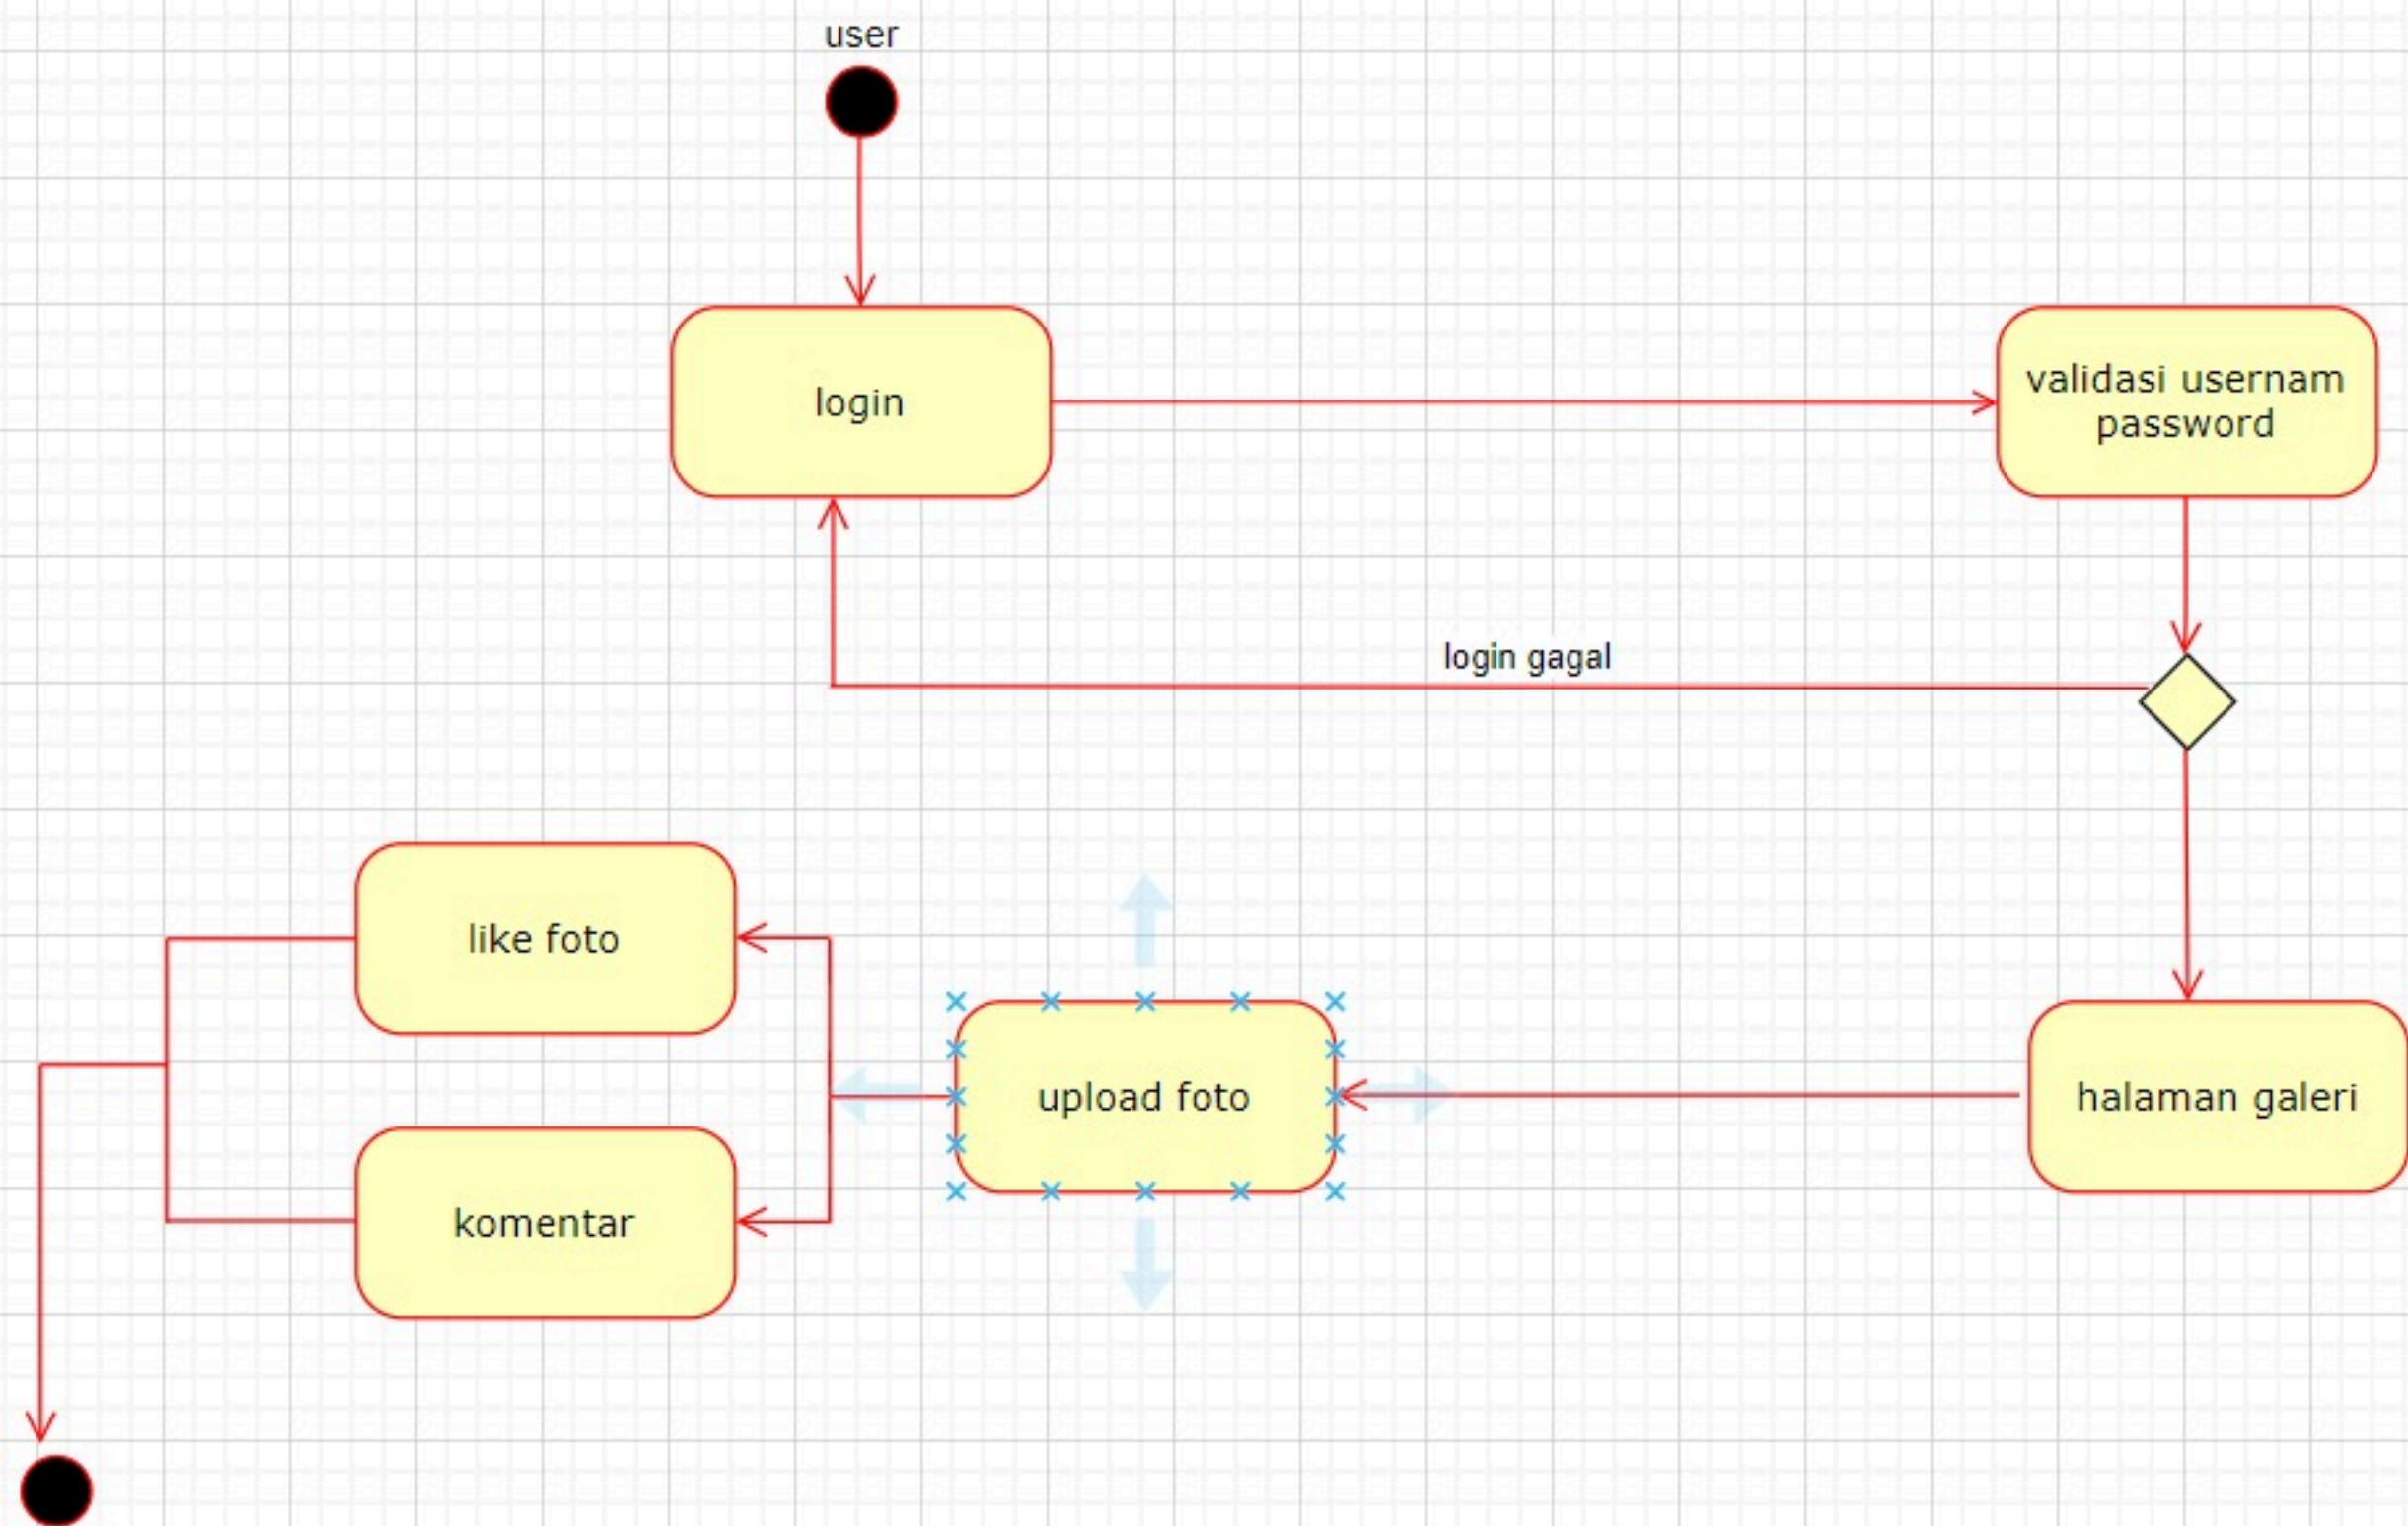 user
login
validasi usernam
password
login gagal
like foto
upload foto
halaman galeri
komentar